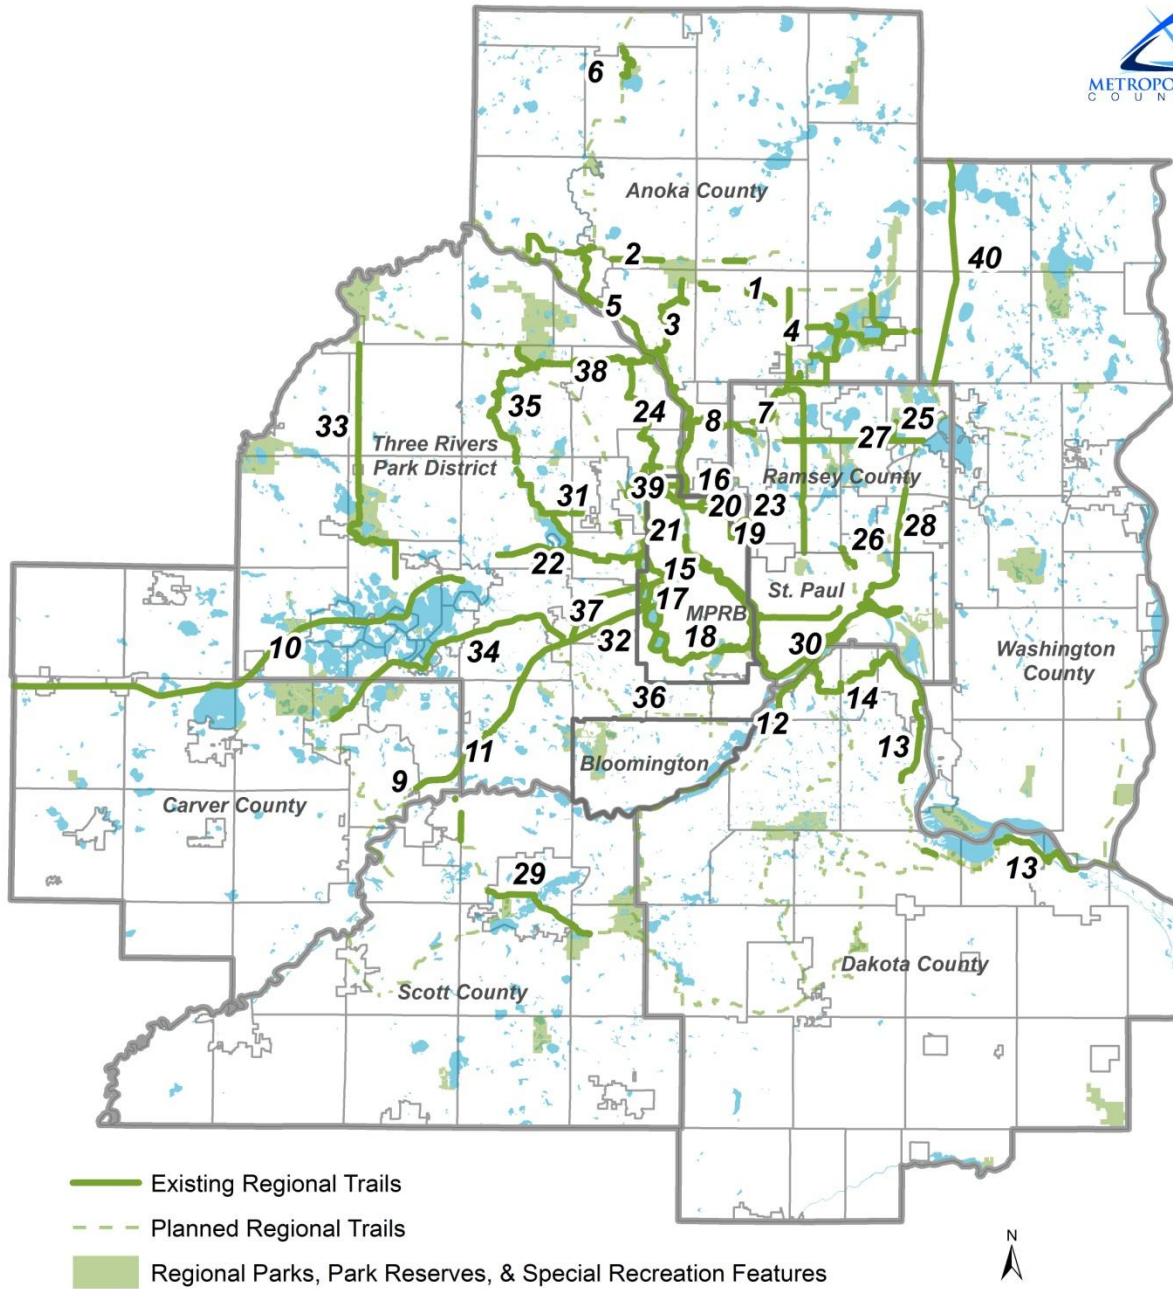 6
METROPO
COUN
Anoka County
2
40
1
5
3
4
38
35
24
8
7
25
33
27
Three Rivers
Park District
16
Ramsey County
39
31
20
23
19
28
21
26
22
15
St. Paul
37
17
MPRB
10
34
32
18
30
Washington
County
36
14
12
11
13
Bloomington
9
Carver County
13
29
Dakota County
Scott County
Existing Regional Trails
Planned Regional Trails
N
Regional Parks, Park Reserves, & Special Recreation Features